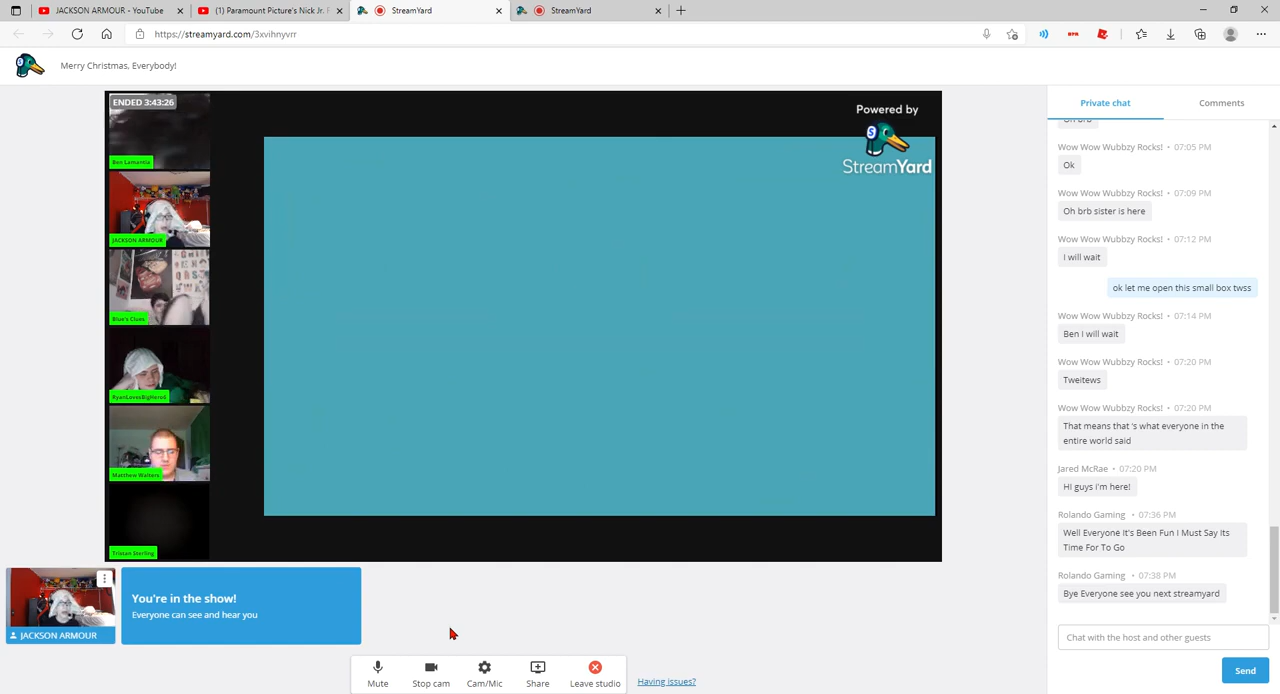 JACKSON ARMOUR - YouTube
(1) Paramount Picture's Nick Jr. F
StreamYard
StreamYard
https://streamyard.com/3xvihnyvrr
Merry Christmas, Everybody!
ENDED 3:43:26
Powered by
StreamYard
Ben Lamantia
JACKSON ARMOUR
Blue's Clues
RyanLovesBigHero6
Matthew Walters
Tristan Sterling
JACKSON ARMOUR
You're in the show!
Everyone can see and hear you
Mute
Stop cam
Cam/Mic
Share
Leave studio
Having issues?
Private chat
Comments
Oh brb
Wow Wow Wubbzy Rocks! • 07:05 PM
Ok
Wow Wow Wubbzy Rocks! • 07:09 PM
Oh brb sister is here
Wow Wow Wubbzy Rocks! • 07:12 PM
I will wait
ok let me open this small box twss
Wow Wow Wubbzy Rocks! • 07:14 PM
Ben I will wait
Wow Wow Wubbzy Rocks! • 07:20 PM
Tweitews
Wow Wow Wubbzy Rocks! • 07:20 PM
That means that 's what everyone in the
entire world said
Jared McRae • 07:20 PM
HI guys i'm here!
Rolando Gaming • 07:36 PM
Well Everyone It's Been Fun I Must Say Its
Time For To Go
Rolando Gaming • 07:38 PM
Bye Everyone see you next streamyard
Chat with the host and other guests
Send